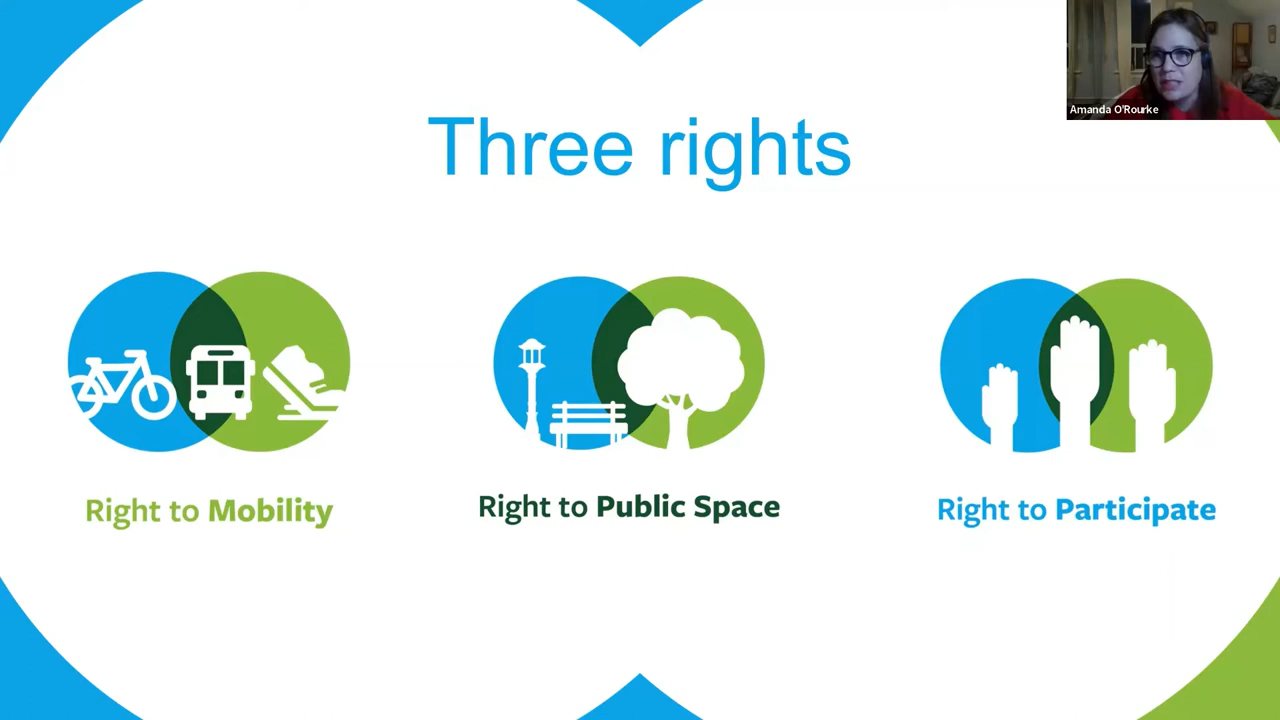 Amanda O'Rourke
Three rights
Right to Mobility
Right to Public Space
Right to Participate